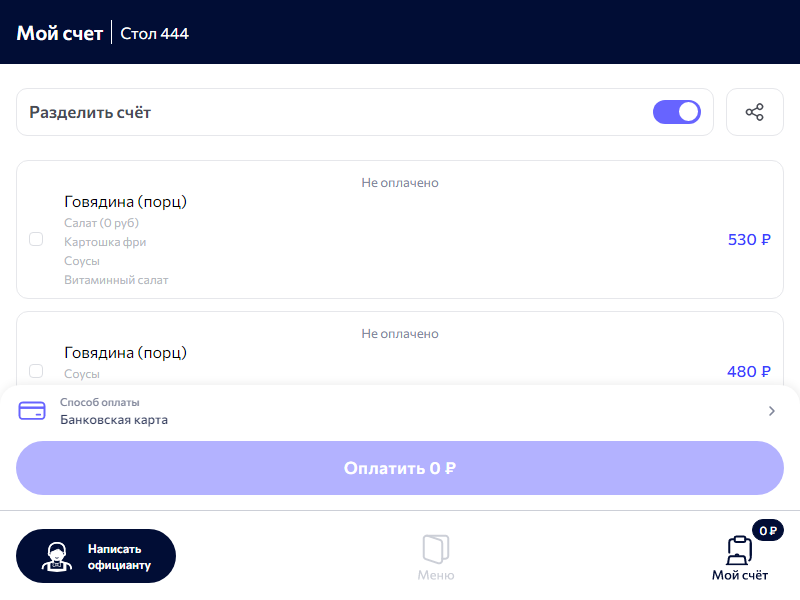 Мой счет
Стол 444
Разделить счёт
Не оплачено
Говядина (порц)
Салат (0 руб)
Картошка фри
Соусы
Витаминный салат
530 ₽
Не оплачено
Говядина (порц)
Соусы
480 ₽
Способ оплаты
Банковская карта
Оплатить 0 ₽
Написать
официанту
Меню
0 ₽
Мой счёт